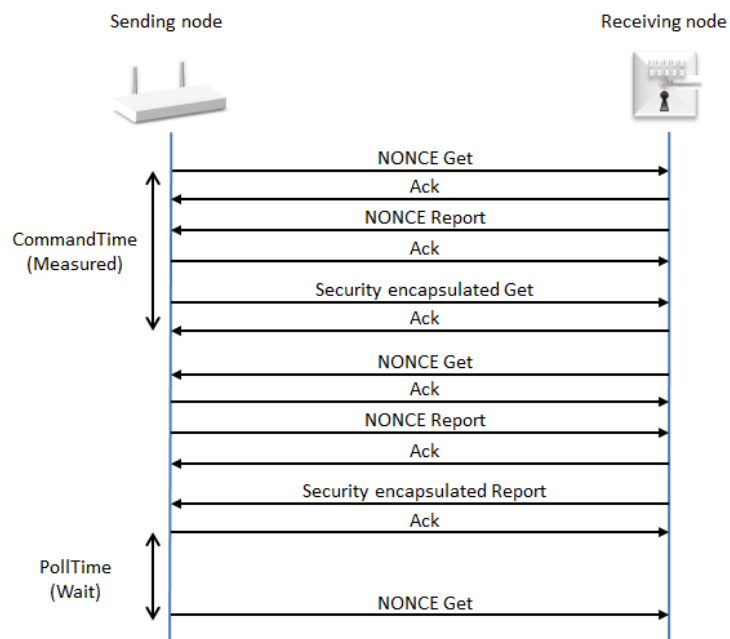 Sending node
Receiving node
NONCE Get
Ack
NONCE Report
CommandTime
(Measured)
Ack
Security encapsulated Get
Ack
NONCE Get
Ack
NONCE Report
Ack
Security encapsulated Report
Ack
PollTime
(Wait)
NONCE Get